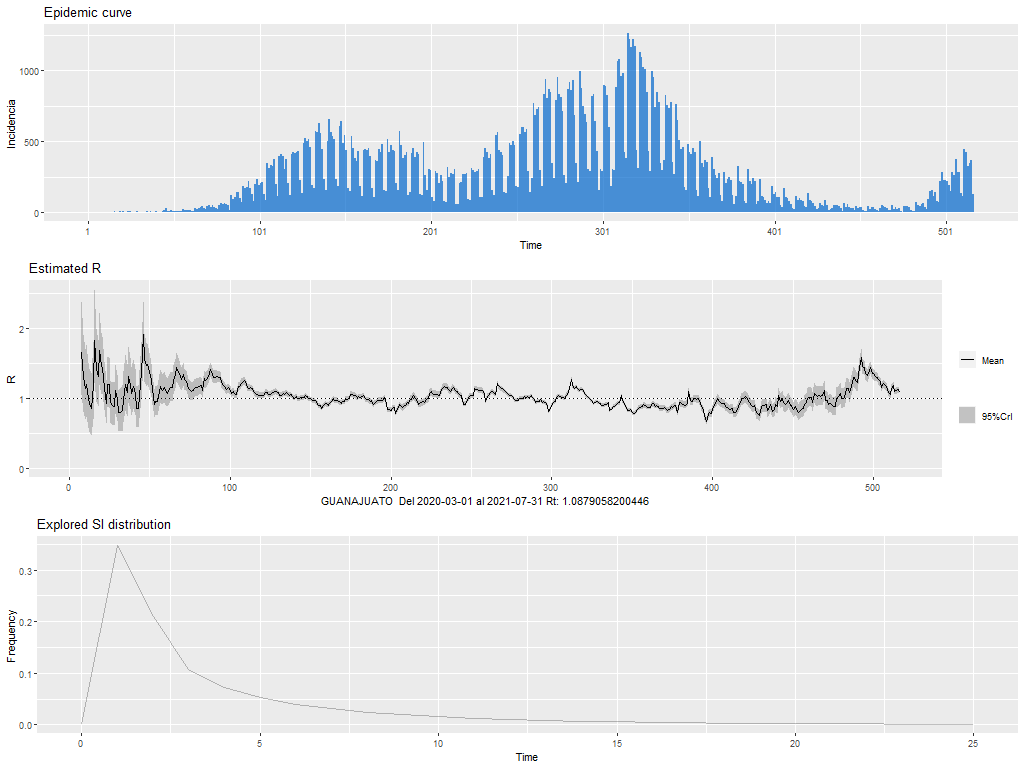 Epidemic curve
Incidencia
1000
500
0
1 101 201 301 401 501
Time
Estimated R
R
2
1
0
Mean
95%CrI
0 100 200 300 400 500
GUANAJUATO Del 2020-03-01 al 2021-07-31 Rt: 1.0879058200446
Explored SI distribution
Frequency
0.3
0.2
0.1
0.0
0 5 10 15 20 25
Time